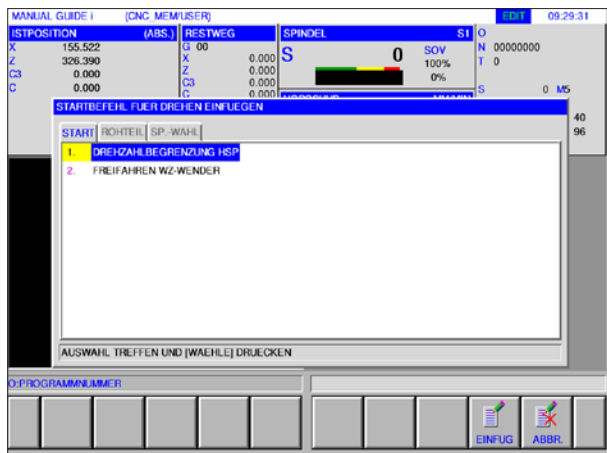 MANUAL GUIDE i (CNC_MEM/USER) EDIT 09:29:31
ISTPOSITION (ABS.) RESTWEG SPINDEL S1 O
X 155.522 G 00 N 00000000
Z 326.390 X 0.000 S 0 SOV T 0
C3 0.000 Z 0.000 100%
C 0.000 C3 0.000 0% S 0 M5
C 0.000
STARTBEFEHL FUER DREHEN EINFUEGEN
40
START ROHTEIL SP.-WAHL 96
1. DREHZAHLBEGRENZUNG HSP
2. FREIFAHREN WZ-WENDER
AUSWAHL TREFFEN UND [WAEHLE] DRUECKEN
O:PROGRAMMNUMMER
EINFUG ABBR.